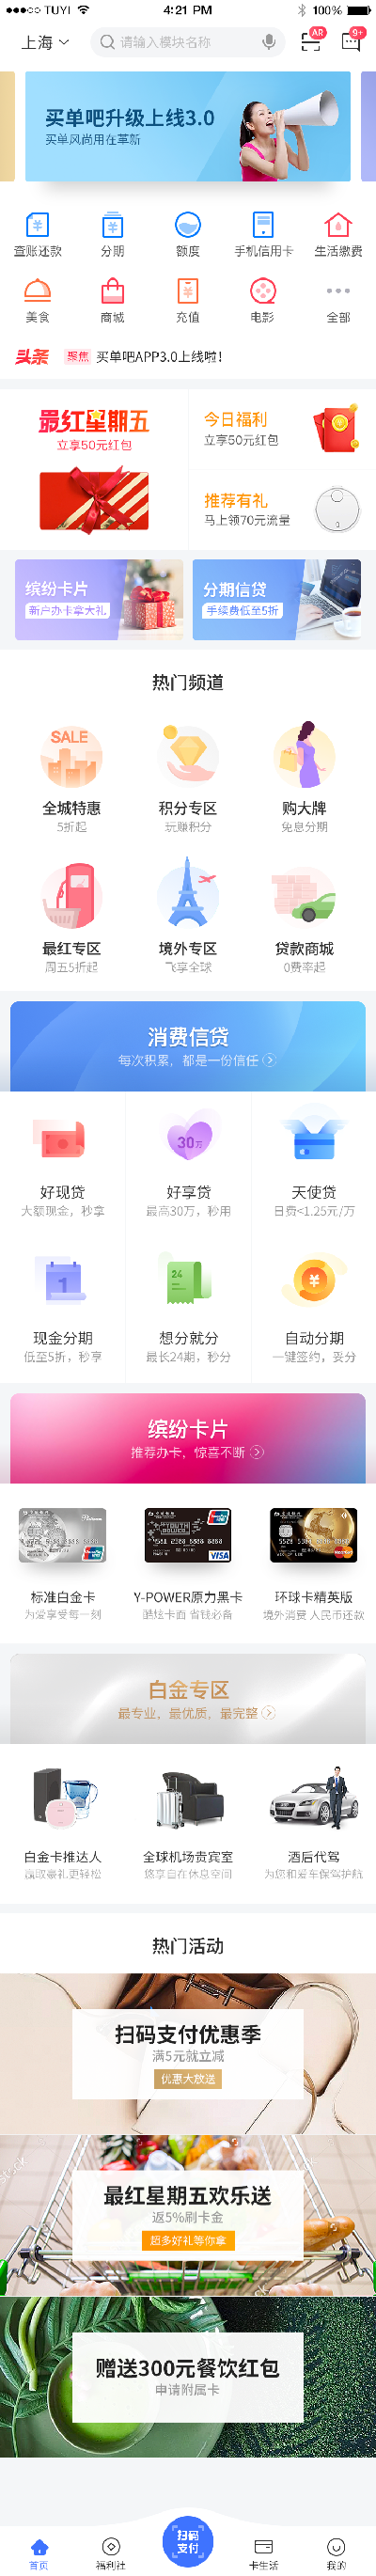 TUYI 4:21 PM 100%
上海 请输入模块名称 AR 9+
买单吧升级上线3.0
买单风尚用在革新
查账还款 分期 额度 手机信用卡 生活缴费
美食 商城 充值 电影 全部
头条 聚焦 买单吧APP3.0上线啦!
最红星期五
立享50元红包
今日福利
立享50元红包
推荐有礼
马上领70元流量
缤纷卡片
新户办卡拿大礼
分期信贷
手续费低至5折
热门频道
SALE
全城特惠 积分专区 购大牌
5折起 玩赚积分 免息分期
最红专区 境外专区 贷款商城
周五5折起 飞享全球 0费率起
消费信贷
每次积累，都是一份信任
30万
好现贷 好享贷 天使贷
大额现金，秒拿 最高30万，秒用 日费<1.25元/万
1 24
现金分期 想分就分 自动分期
低至5折，秒享 最长24期，秒分 一键签约，妥分
缤纷卡片
推荐办卡，惊喜不断
VISA
标准白金卡 Y-POWER原力黑卡 环球卡精英版
为爱享受每一刻 酷炫卡面 省钱必备 境外消费 人民币还款
白金专区
最专业，最优质，最完整
白金卡推达人 全球机场贵宾室 酒后代驾
赢取豪礼更轻松 悠享自在休息空间 为您和爱车保驾护航
热门活动
扫码支付优惠季
满5元就立减
优惠大放送
最红星期五欢乐送
返5%刷卡金
超多好礼等你拿
赠送300元餐饮红包
申请附属卡
扫码
支付
首页 福利社 卡生活 我的